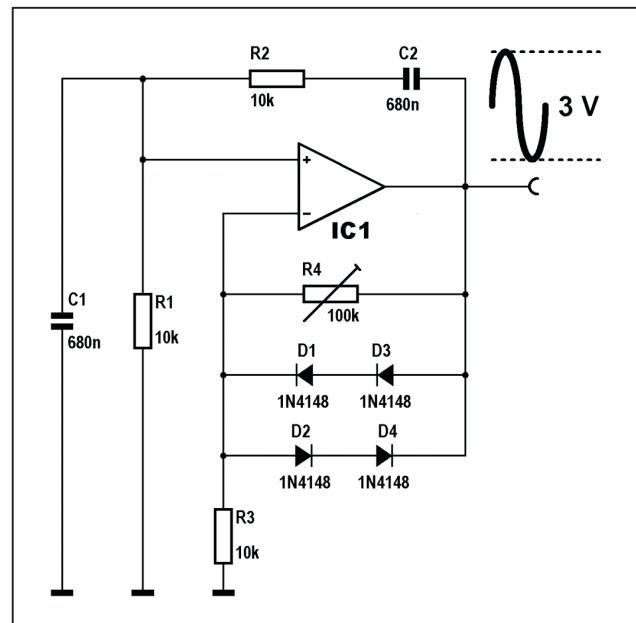 R2
10k
C2
680n
3 V
+
−
IC1
R4
100k
C1
680n
R1
10k
D1
1N4148
D3
1N4148
D2
1N4148
D4
1N4148
R3
10k